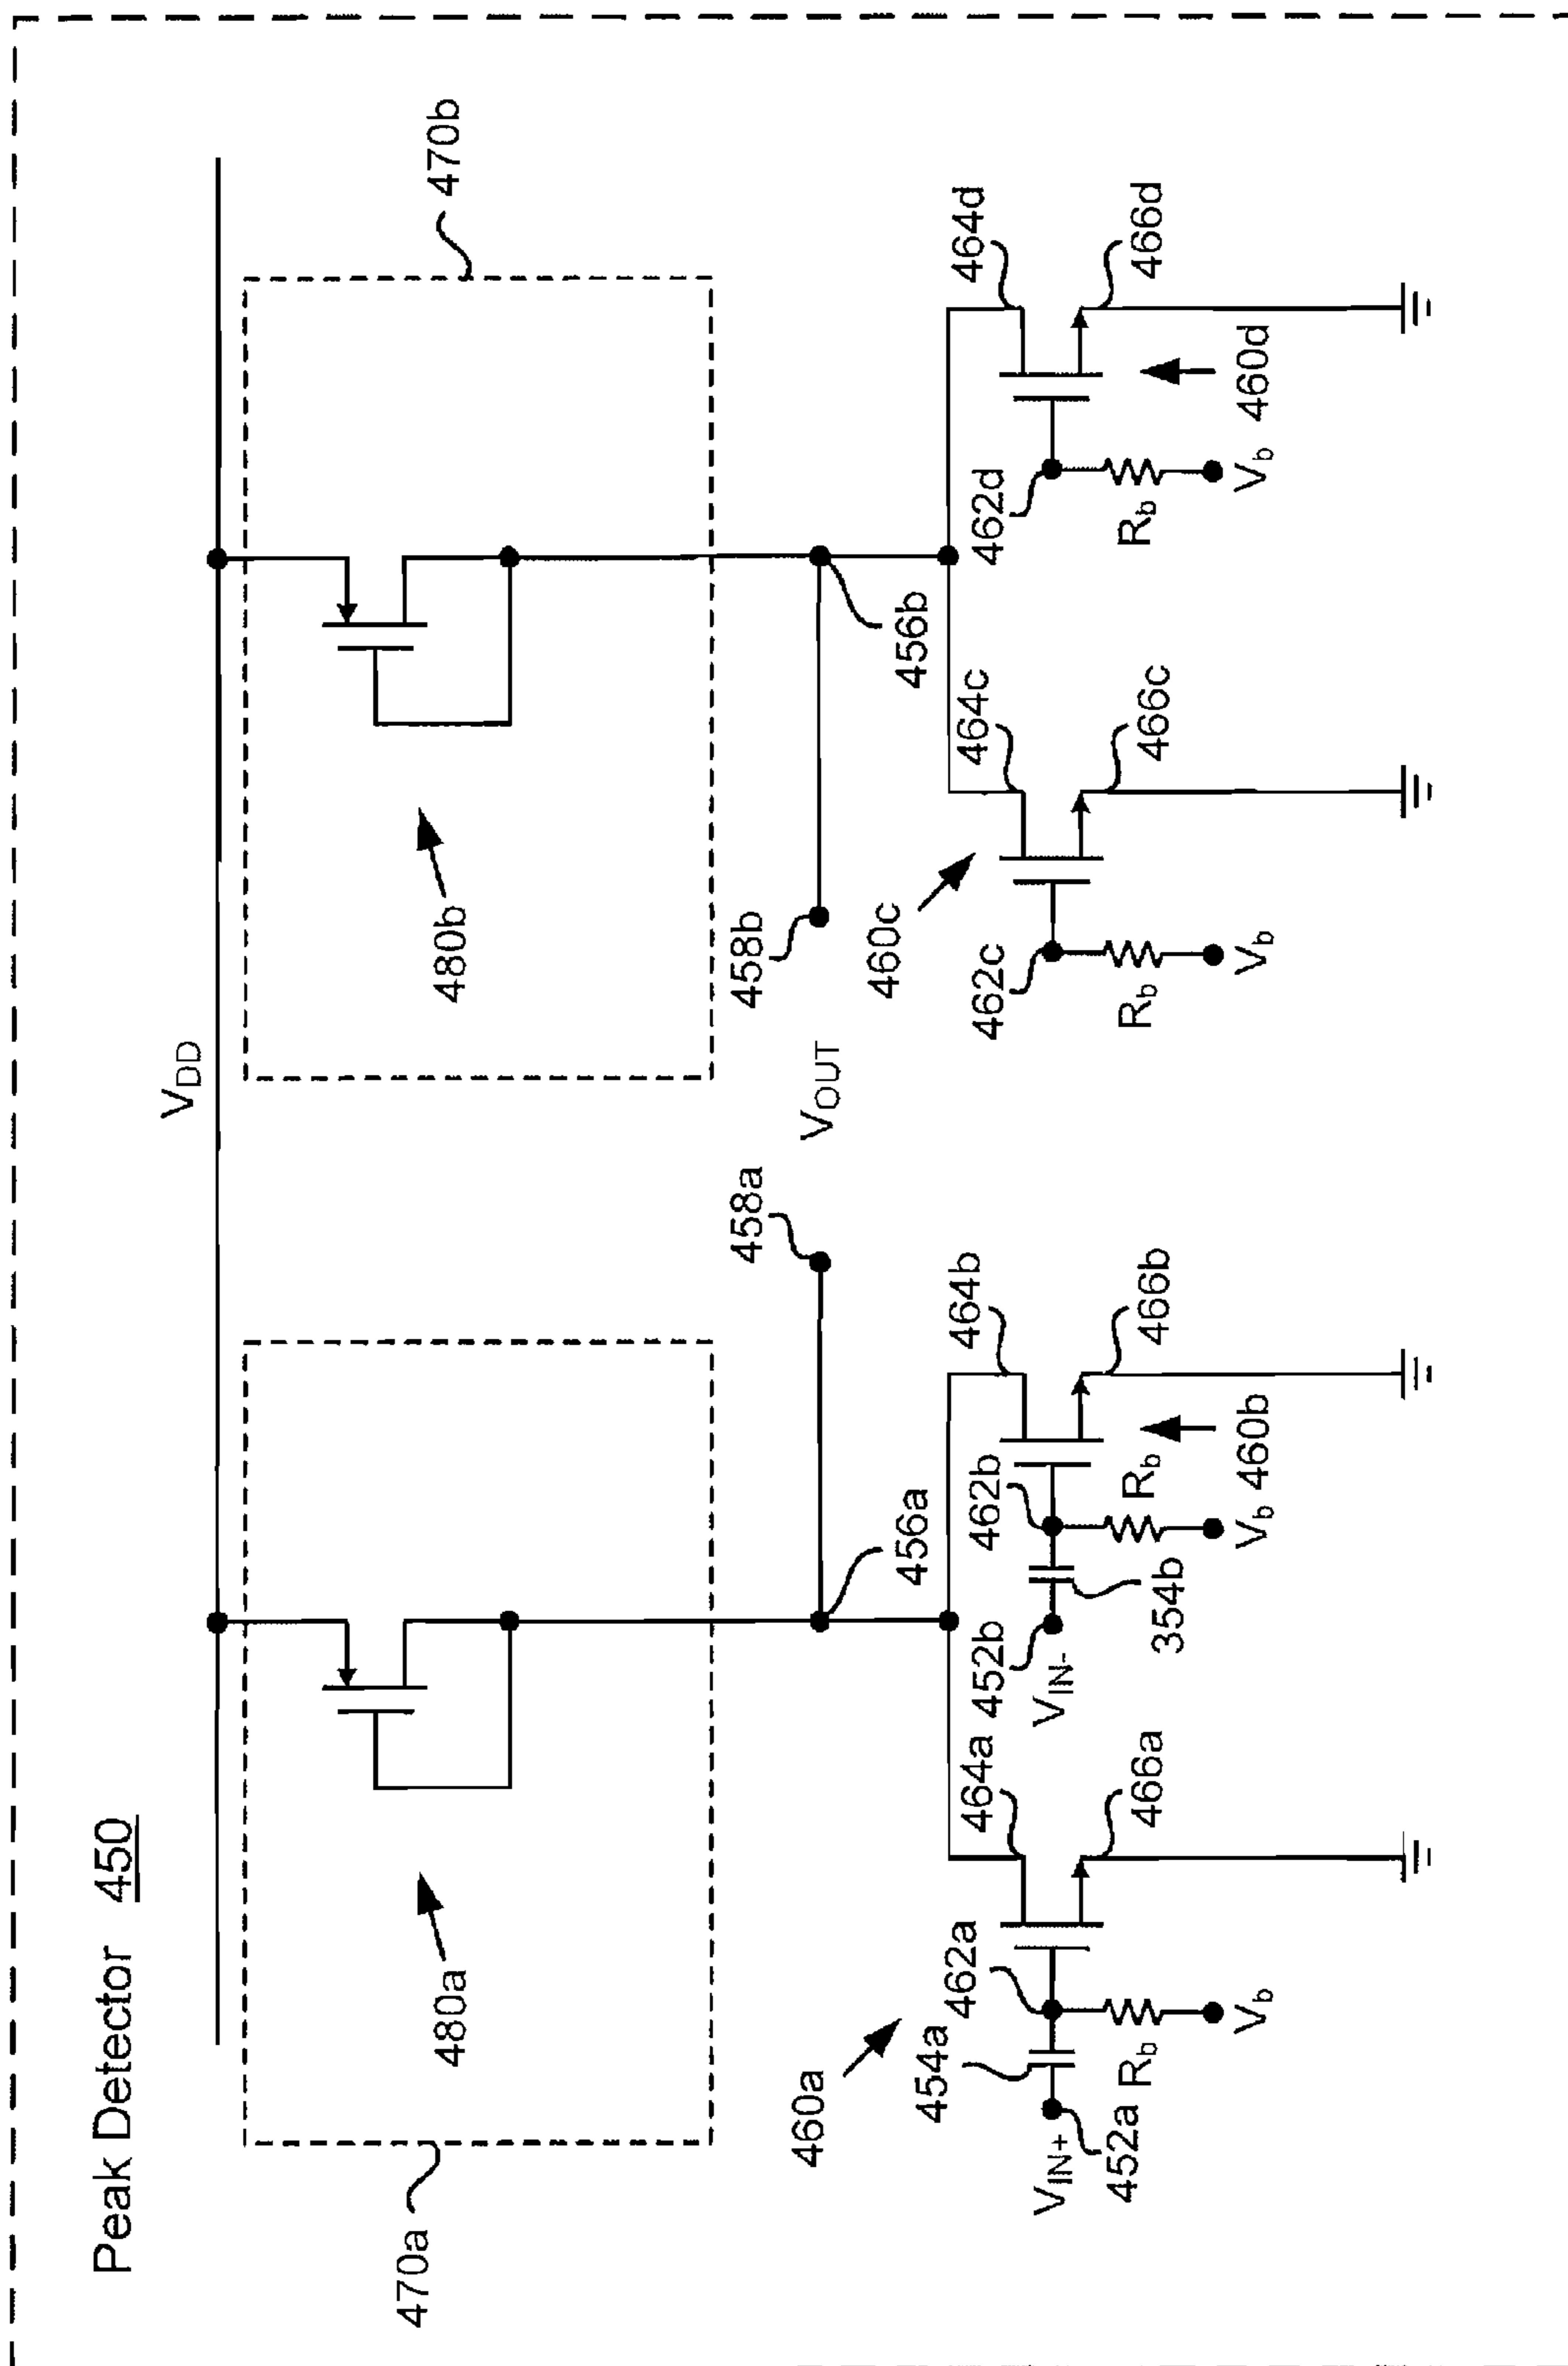 Peak Detector 450
V_DD
470a
480a
480b
470b
458a
V_OUT
458b
456a
456b
460a
454a
462a
464a
V_IN+
452a
R_b
V_b
466a
452b
V_IN-
354b
462b
464b
R_b
V_b
460b
466b
460c
462c
464c
R_b
V_b
466c
462d
464d
R_b
V_b
460d
466d